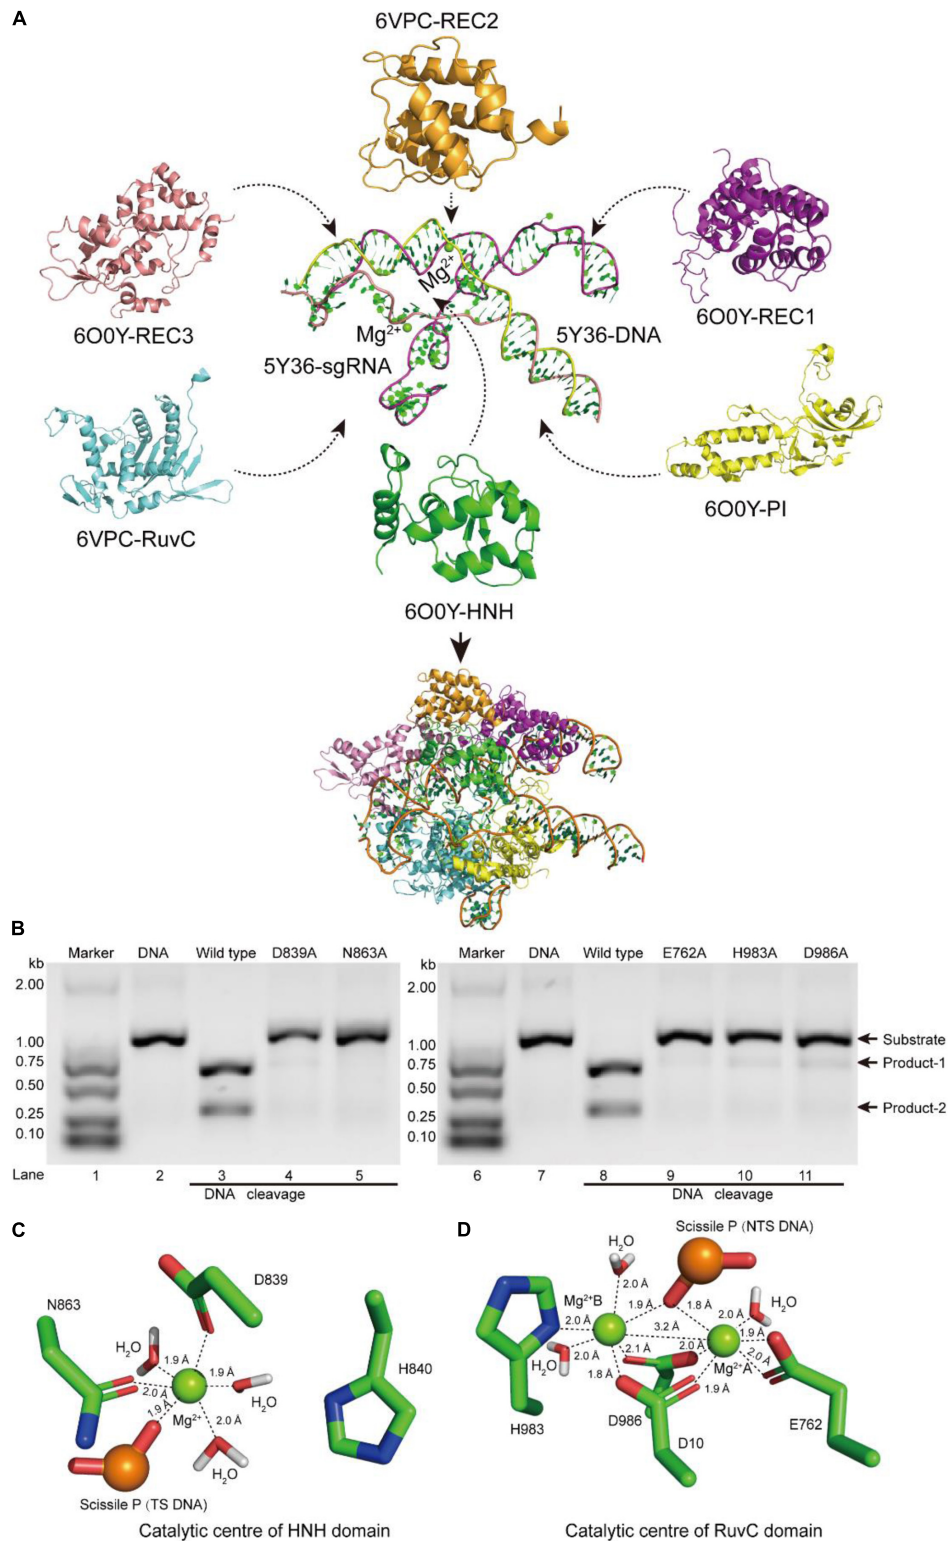 A
6VPC-REC2
6O0Y-REC3
Mg2+
Mg2+
5Y36-sgRNA
5Y36-DNA
6O0Y-REC1
6VPC-RuvC
6O0Y-PI
6O0Y-HNH
B
kb Marker DNA Wild type D839A N863A
2.00
1.00
0.75
0.50
0.25
0.10
Lane 1 2 3 4 5
DNA cleavage
kb Marker DNA Wild type E762A H983A D986A
2.00
1.00
0.75
0.50
0.25
0.10
Substrate
Product-1
Product-2
6 7 8 9 10 11
DNA cleavage
C
D839
N863
H2O
1.9 Å
1.9 Å
2.0 Å
1.9 Å
Mg2+
H2O
2.0 Å
H2O
H840
Scissile P (TS DNA)
Catalytic centre of HNH domain
D
Scissile P (NTS DNA)
H2O
2.0 Å
Mg2+B
1.9 Å
1.8 Å
H2O
2.0 Å
2.0 Å
3.2 Å
1.9 Å
H2O
2.0 Å
2.1 Å
2.0 Å
Mg2+A
2.0 Å
1.8 Å
1.9 Å
H983
D986
D10
E762
Catalytic centre of RuvC domain